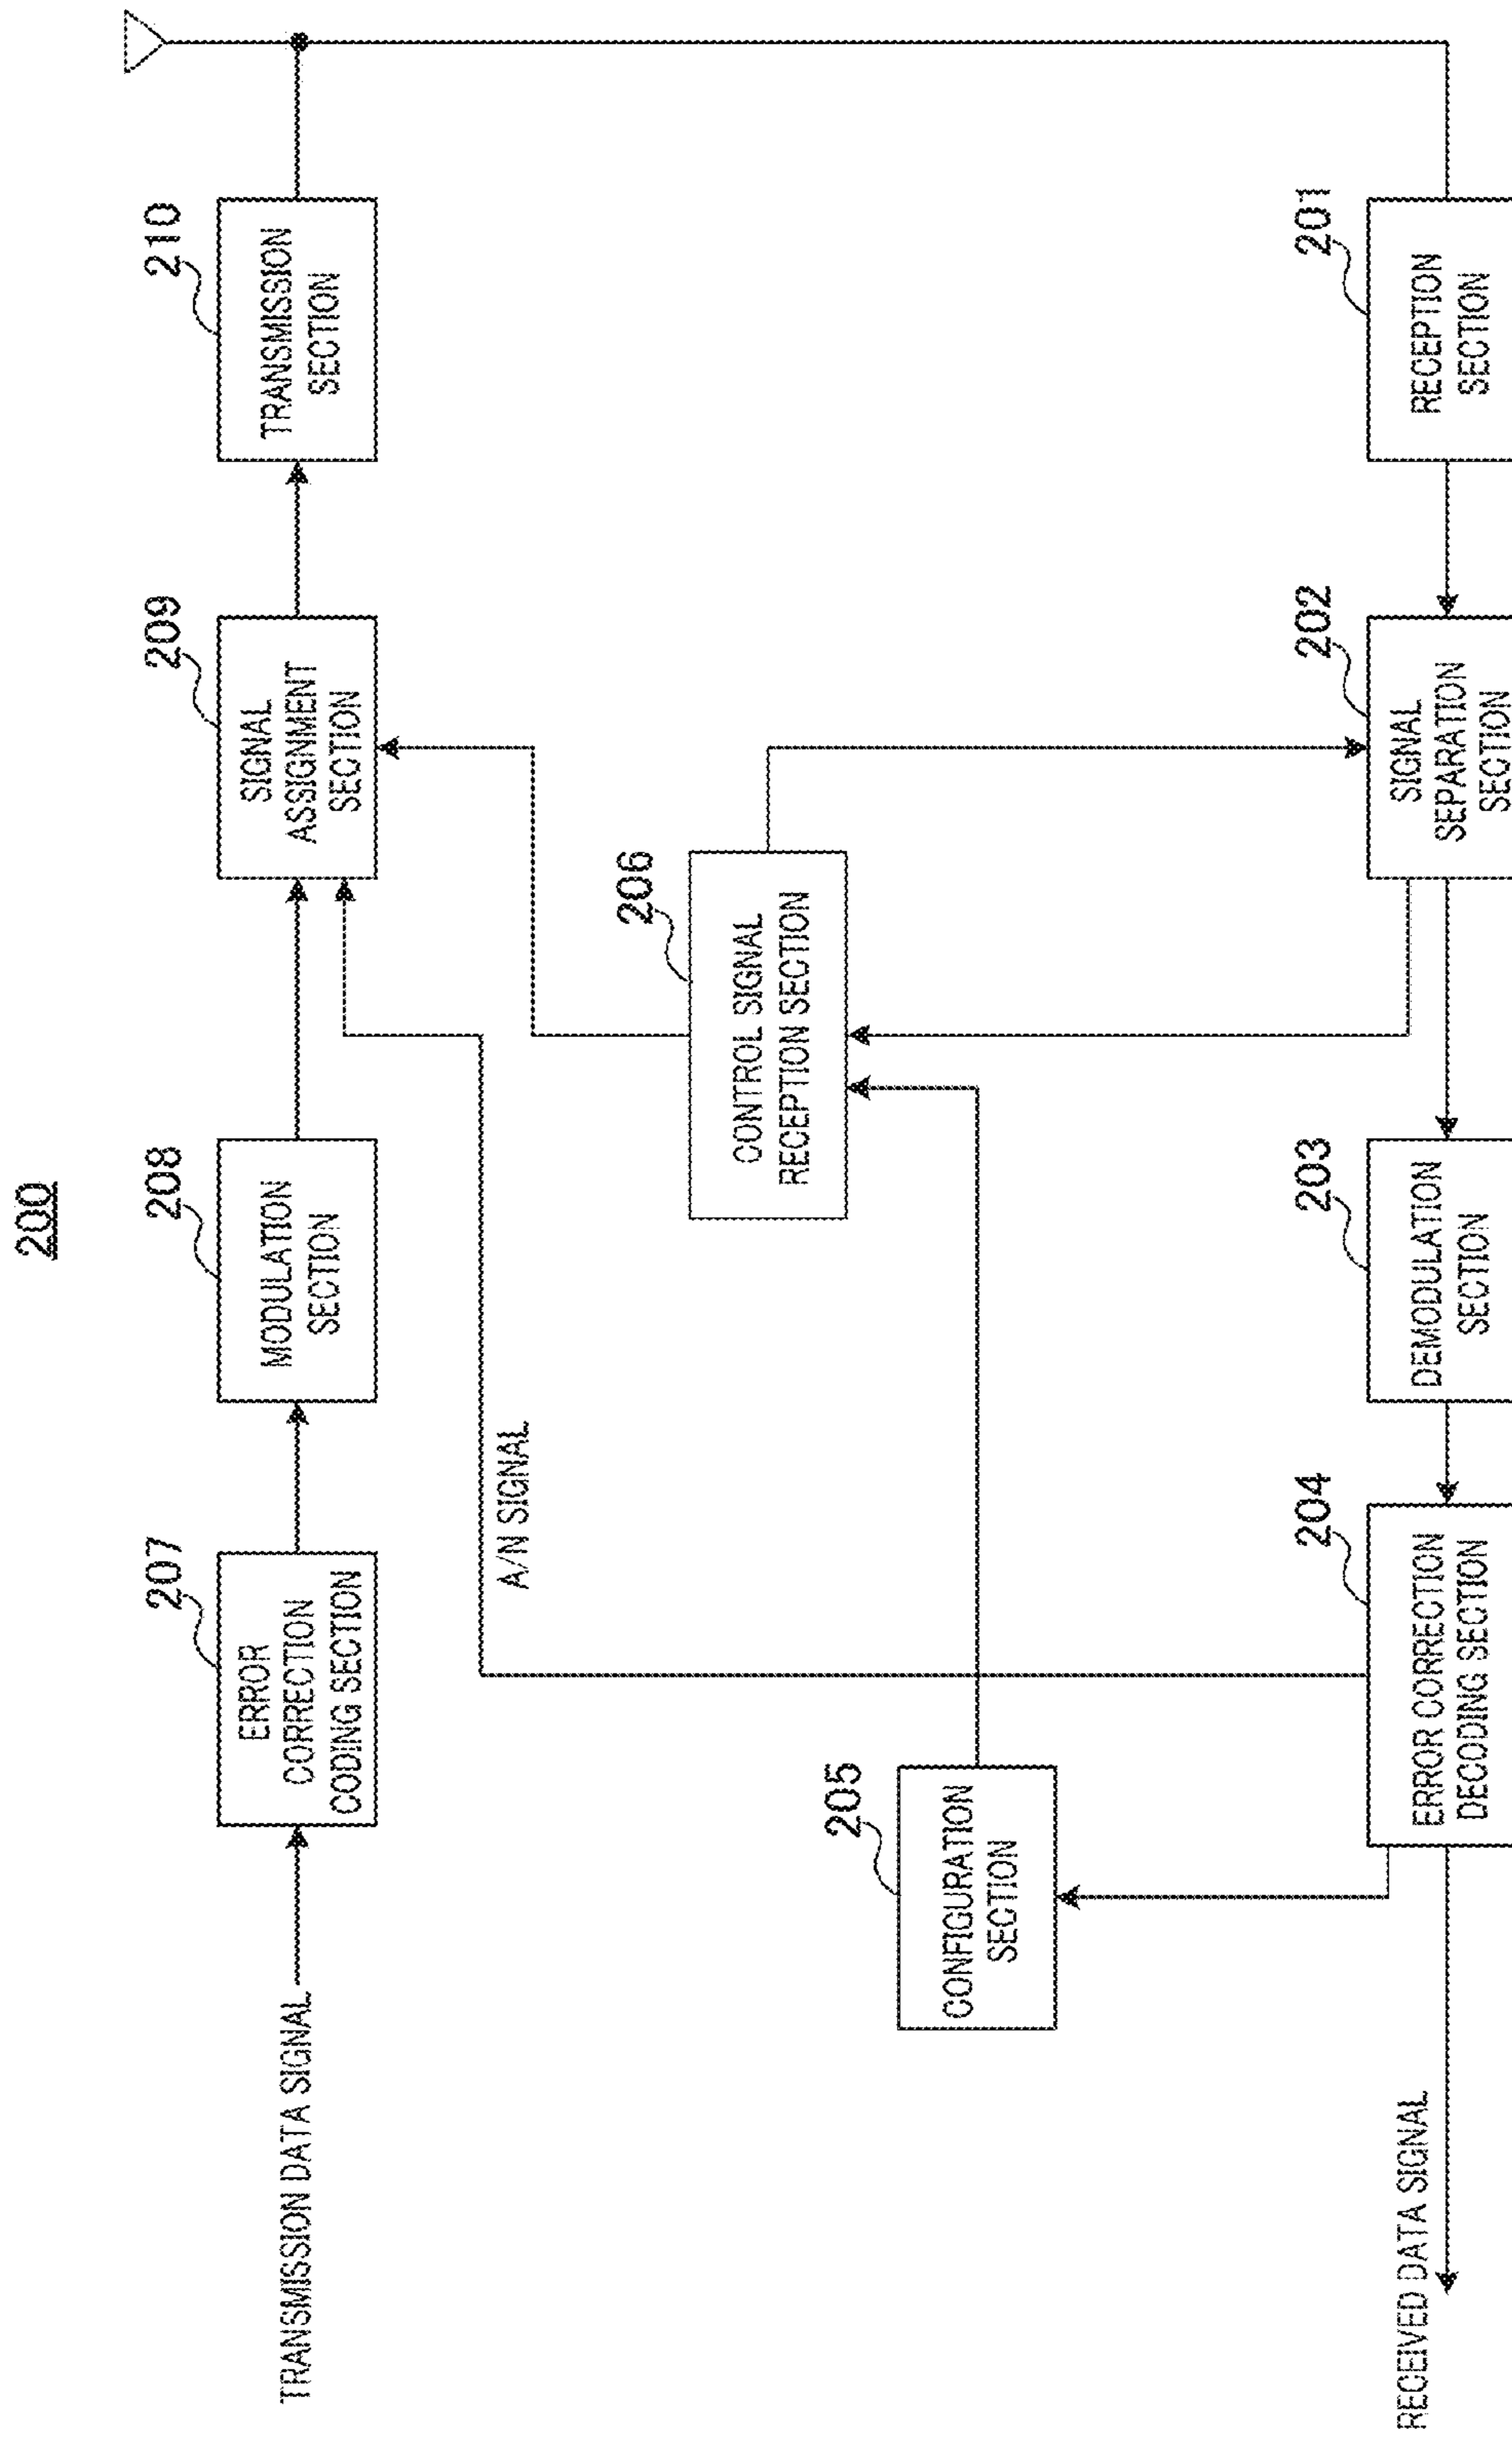 200
207
ERROR
CORRECTION
CODING SECTION
208
MODULATION
SECTION
209
SIGNAL
ASSIGNMENT
SECTION
210
TRANSMISSION
SECTION
TRANSMISSION DATA SIGNAL
A/N SIGNAL
206
CONTROL SIGNAL
RECEPTION SECTION
205
CONFIGURATION
SECTION
204
ERROR CORRECTION
DECODING SECTION
203
DEMODULATION
SECTION
202
SIGNAL
SEPARATION
SECTION
201
RECEPTION
SECTION
RECEIVED DATA SIGNAL